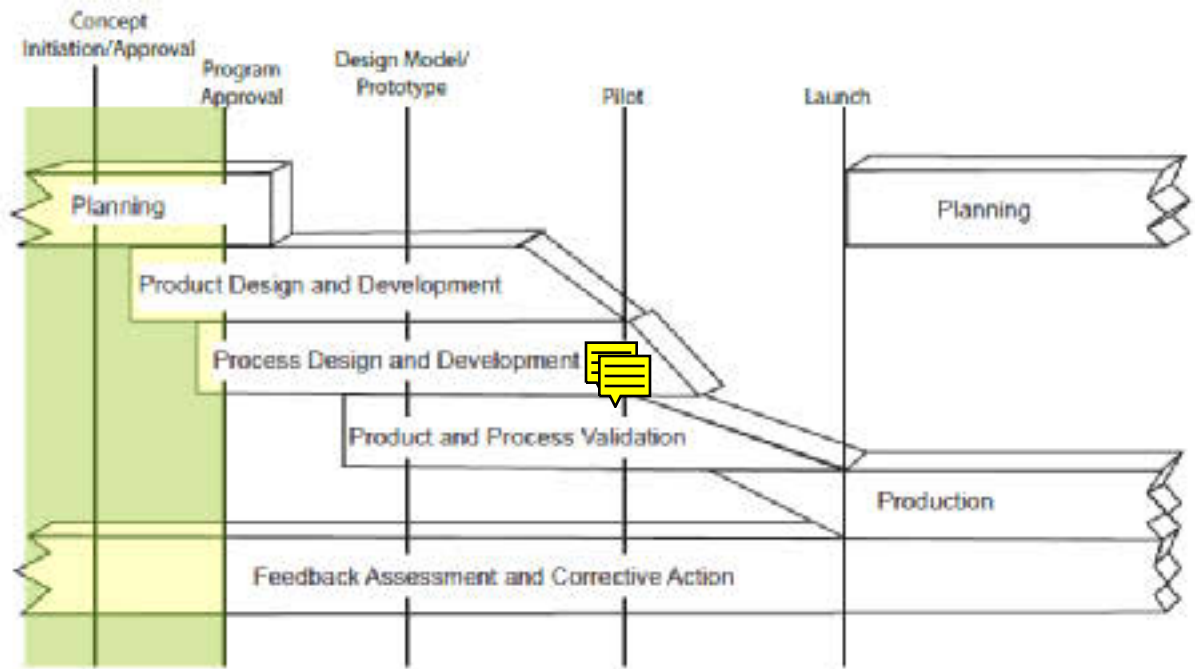 Concept
Initiation/Approval
Program
Approval
Design Model/
Prototype
Pilot
Launch
Planning
Planning
Product Design and Development
Process Design and Development
Product and Process Validation
Production
Feedback Assessment and Corrective Action